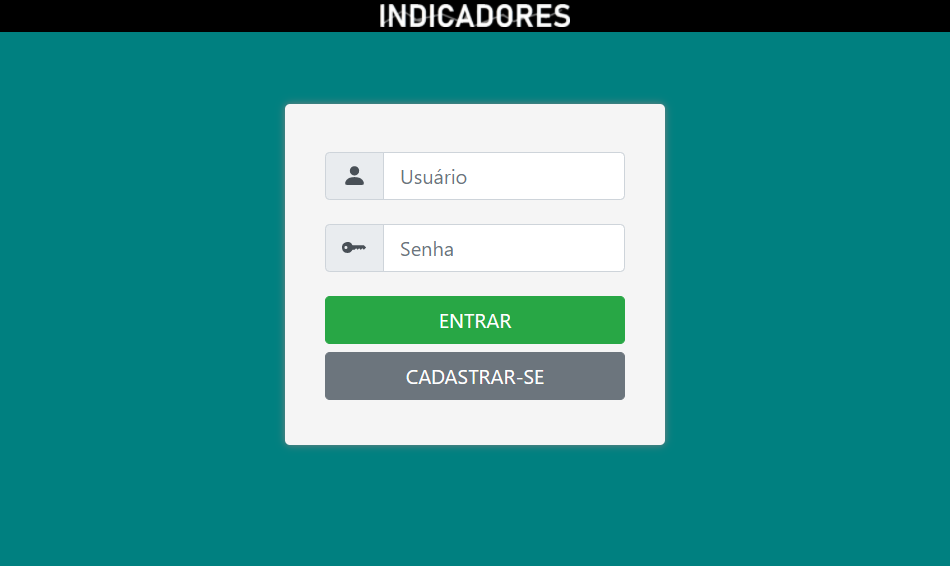 INDICADORES
Usuário
Senha
ENTRAR
CADASTRAR-SE